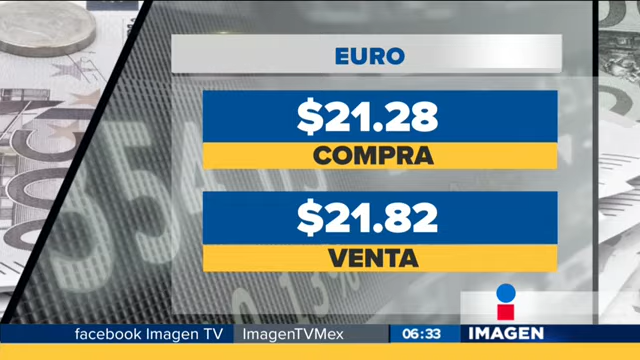 EURO
$21.28
COMPRA
$21.82
VENTA
facebook Imagen TV
ImagenTVMex
06:33
IMAGEN